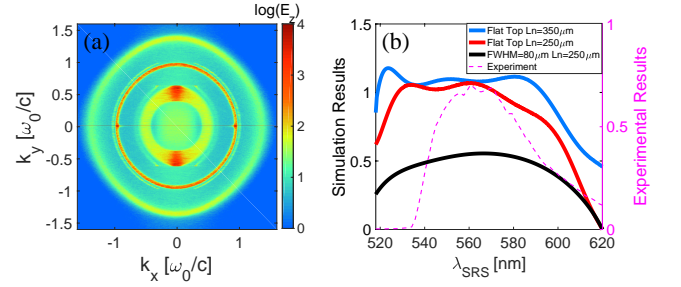 log(E_z)
(a)
1.5
1
0.5
0
-0.5
-1
-1.5
k_y [ω_0/c]
-1 0 1
k_x [ω_0/c]
4
3
2
1
0
(b)
Flat Top Ln=350μm
Flat Top Ln=250μm
FWHM=80μm Ln=250μm
Experiment
Simulation Results
1.5
1
0.5
0
520 540 560 580 600 620
λ_SRS [nm]
1
0.5
0
Experimental Results